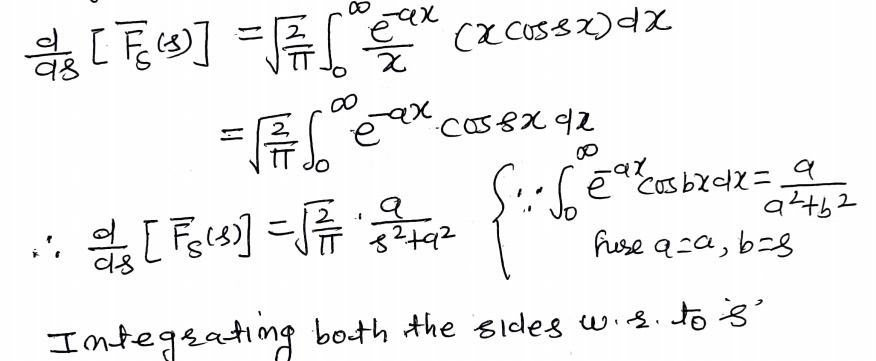 d/ds [F̅s(s)] = √(2/π) ∫₀^∞ e^(-ax)/x (x cos sx) dx
= √(2/π) ∫₀^∞ e^(-ax) cos sx dx
∴ d/ds [F̅s(s)] = √(2/π) · a/(s²+a²) { ∵ ∫₀^∞ e^(-ax) cos bx dx = a/(a²+b²)
a=a, b=s
Integrating both the sides w.r. to 's'